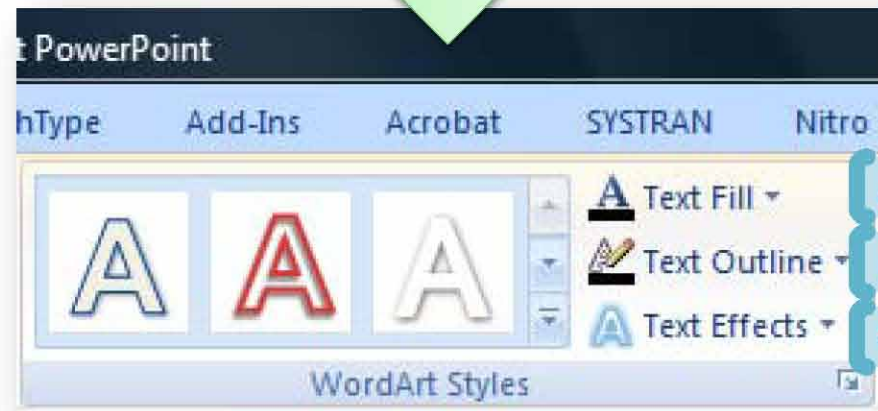 t PowerPoint
hType Add-Ins Acrobat SYSTRAN Nitro
A A A
A Text Fill
Text Outline
A Text Effects
WordArt Styles